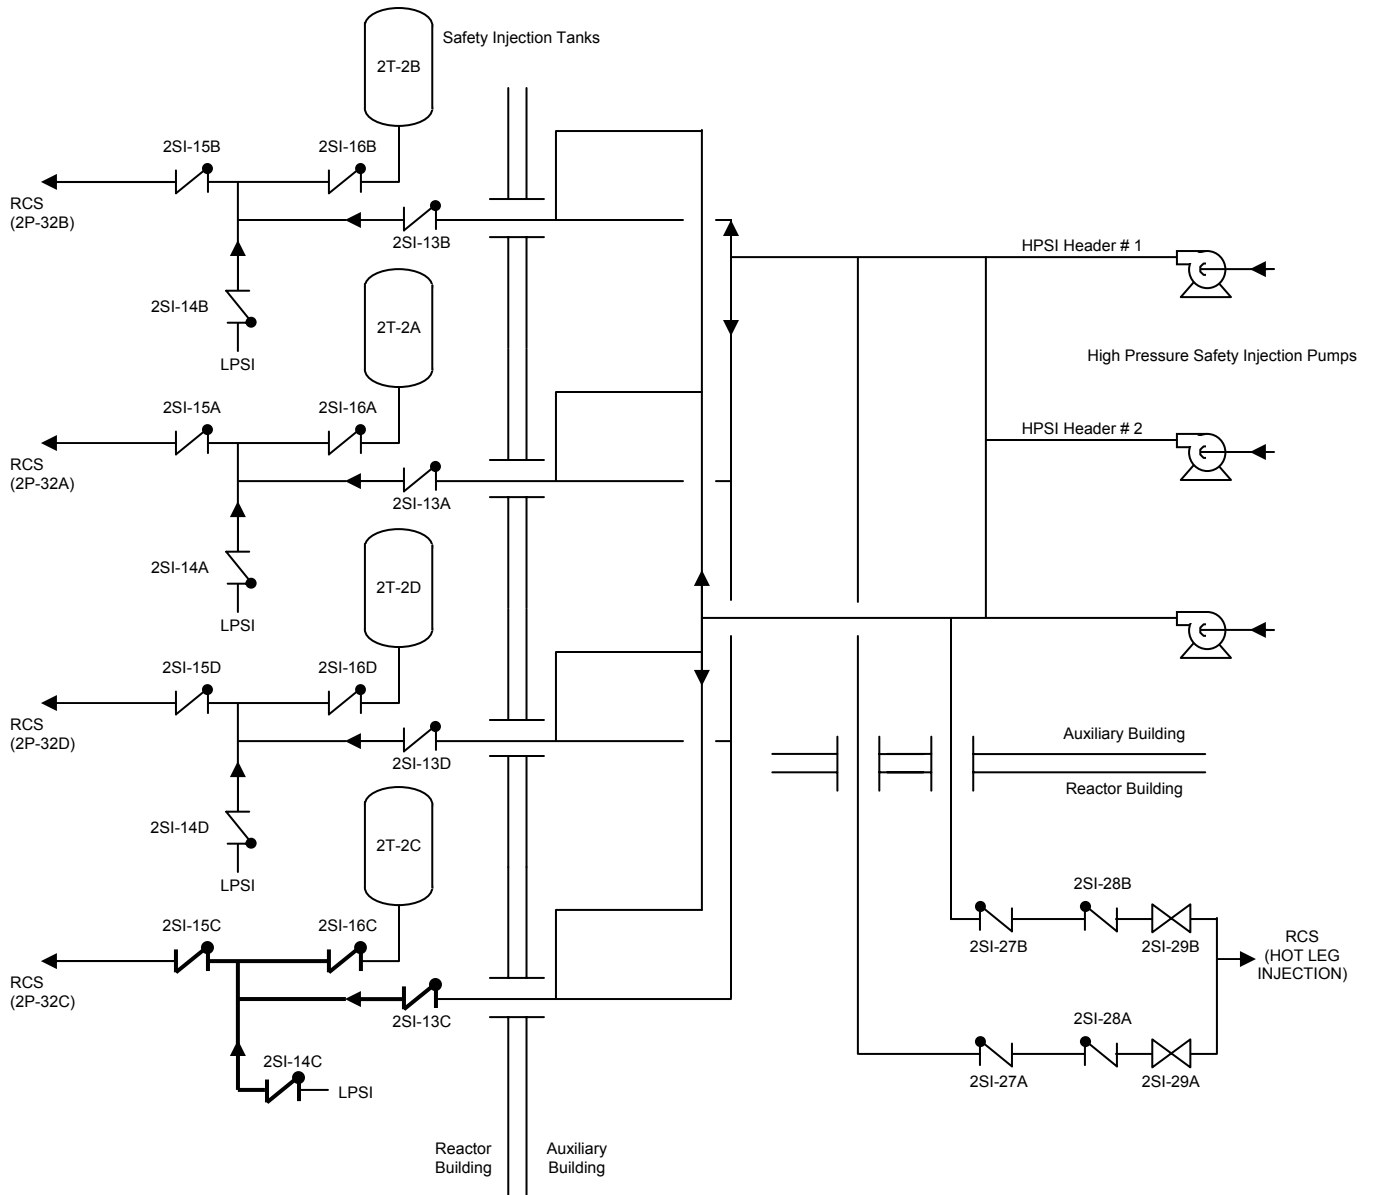 2T-2B
Safety Injection Tanks
2SI-15B
2SI-16B
RCS
(2P-32B)
2SI-13B
2SI-14B
LPSI
HPSI Header # 1
High Pressure Safety Injection Pumps
2T-2A
2SI-15A
2SI-16A
RCS
(2P-32A)
2SI-13A
2SI-14A
LPSI
HPSI Header # 2
2T-2D
2SI-15D
2SI-16D
RCS
(2P-32D)
2SI-13D
2SI-14D
LPSI
Auxiliary Building
Reactor Building
2T-2C
2SI-15C
2SI-16C
RCS
(2P-32C)
2SI-13C
2SI-14C
LPSI
2SI-28B
2SI-27B
2SI-29B
RCS
(HOT LEG
INJECTION)
2SI-28A
2SI-27A
2SI-29A
Reactor
Building
Auxiliary
Building